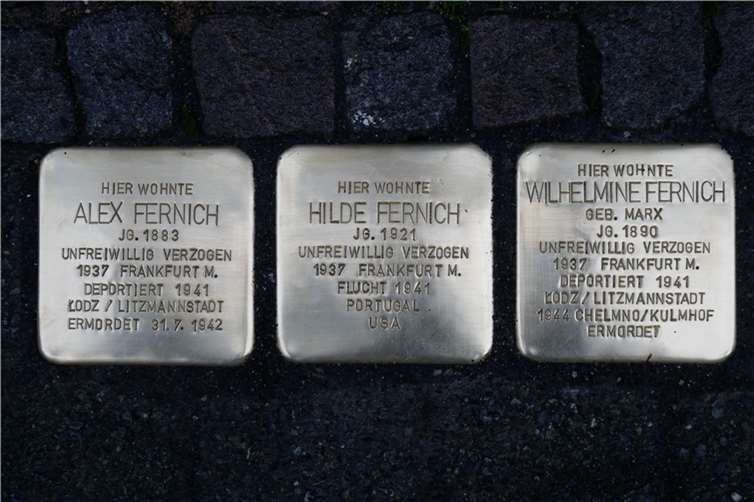 HIER WOHNTE
ALEX FERNICH
JG. 1883
UNFREIWILLIG VERZOGEN
1937 FRANKFURT M.
DEPORTIERT 1941
ŁODZ / LITZMANNSTADT
ERMORDET 31.7.1942
HIER WOHNTE
HILDE FERNICH
JG. 1921
UNFREIWILLIG VERZOGEN
1937 FRANKFURT M.
FLUCHT 1941
PORTUGAL
USA
HIER WOHNTE
WILHELMINE FERNICH
GEB. MARX
JG. 1890
UNFREIWILLIG VERZOGEN
1937 FRANKFURT M.
DEPORTIERT 1941
ŁODZ / LITZMANNSTADT
1944 CHELMNO/KULMHOF
ERMORDET